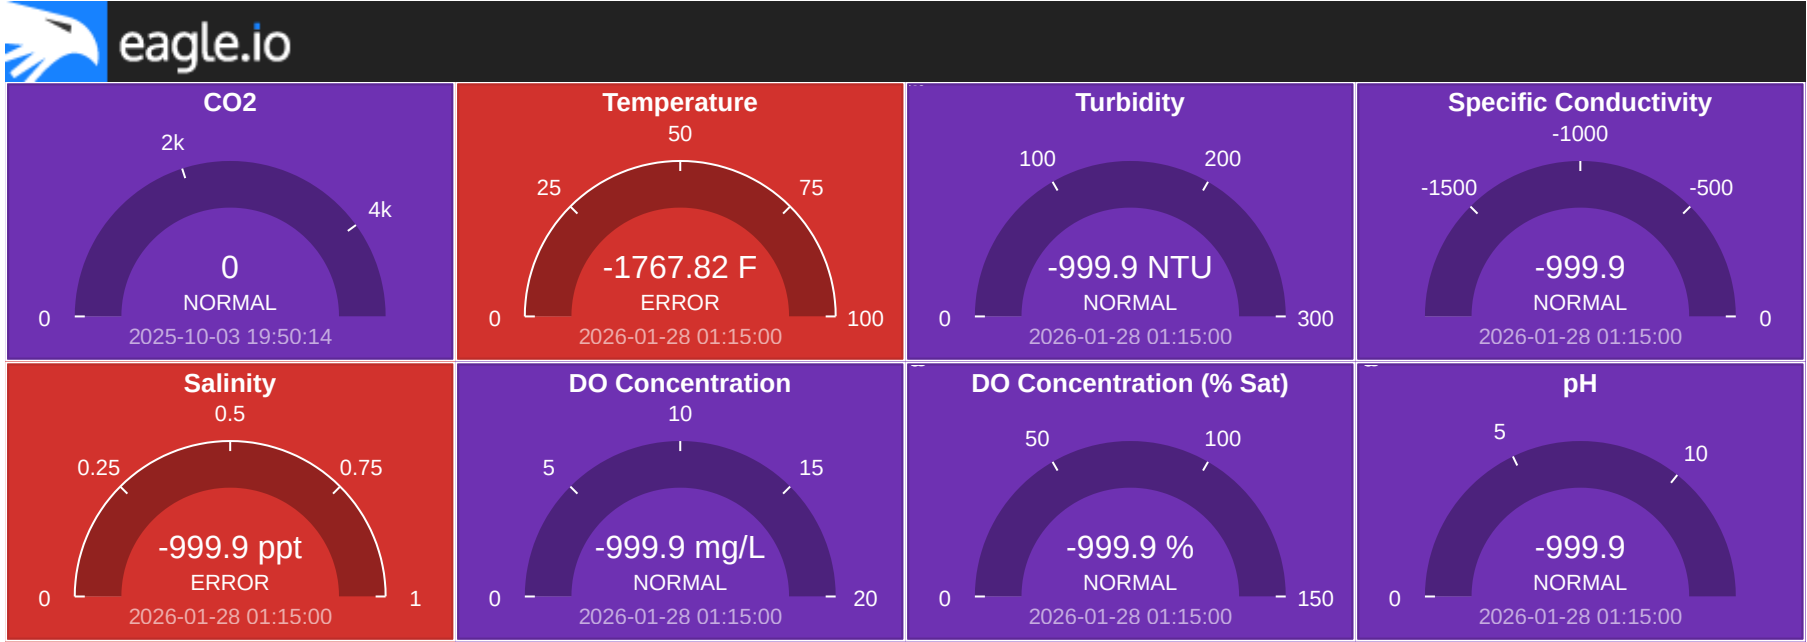 eagle.io
CO2
2k
4k
0
0
NORMAL
2025-10-03 19:50:14
Temperature
50
25
75
-1767.82 F
ERROR
0
100
2026-01-28 01:15:00
Turbidity
100
200
-999.9 NTU
NORMAL
0
300
2026-01-28 01:15:00
Specific Conductivity
-1000
-1500
-500
-999.9
NORMAL
0
2026-01-28 01:15:00
Salinity
0.5
0.25
0.75
-999.9 ppt
ERROR
0
1
2026-01-28 01:15:00
DO Concentration
10
5
15
-999.9 mg/L
NORMAL
0
20
2026-01-28 01:15:00
DO Concentration (% Sat)
50
100
-999.9 %
NORMAL
0
150
2026-01-28 01:15:00
pH
5
10
-999.9
NORMAL
0
2026-01-28 01:15:00